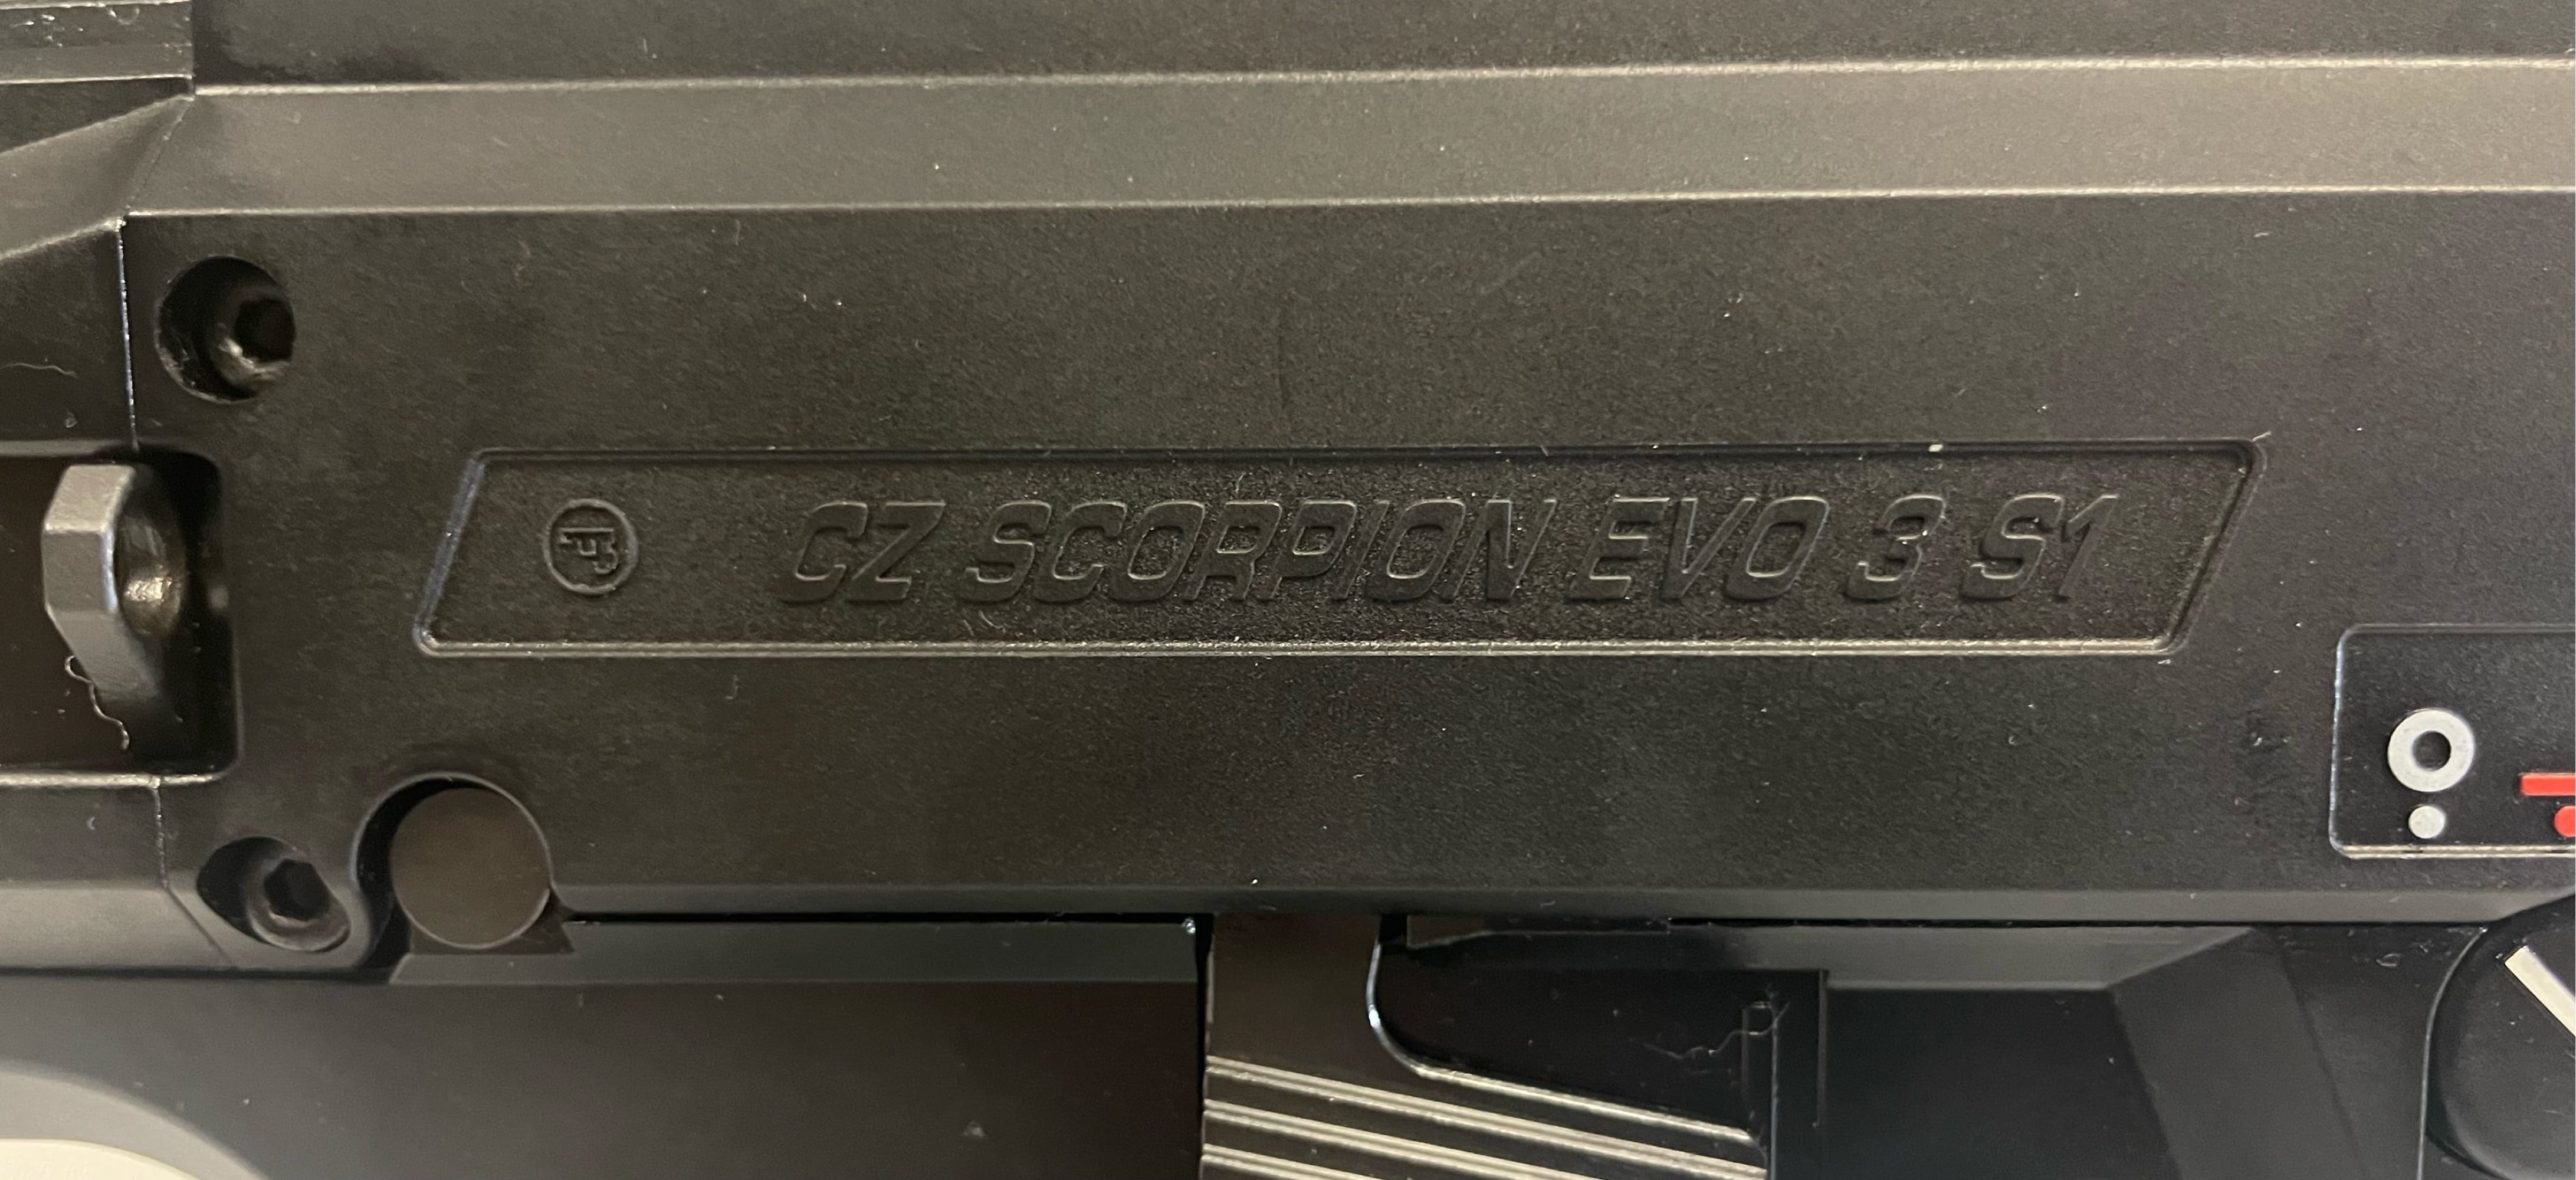 CZ SCORPION EVO 3 S1